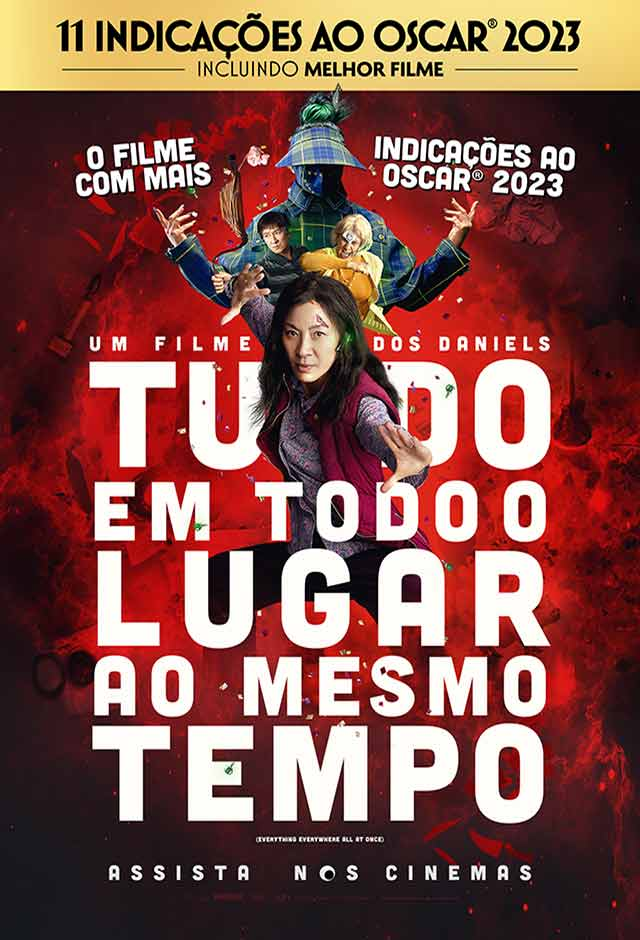 11 INDICAÇÕES AO OSCAR® 2023
INCLUINDO MELHOR FILME
O FILME
COM MAIS
INDICAÇÕES AO
OSCAR® 2023
UM FILME DOS DANIELS
TUDO
EM TODO O
LUGAR
AO MESMO
TEMPO
(EVERYTHING EVERYWHERE ALL AT ONCE)
ASSISTA NOS CINEMAS